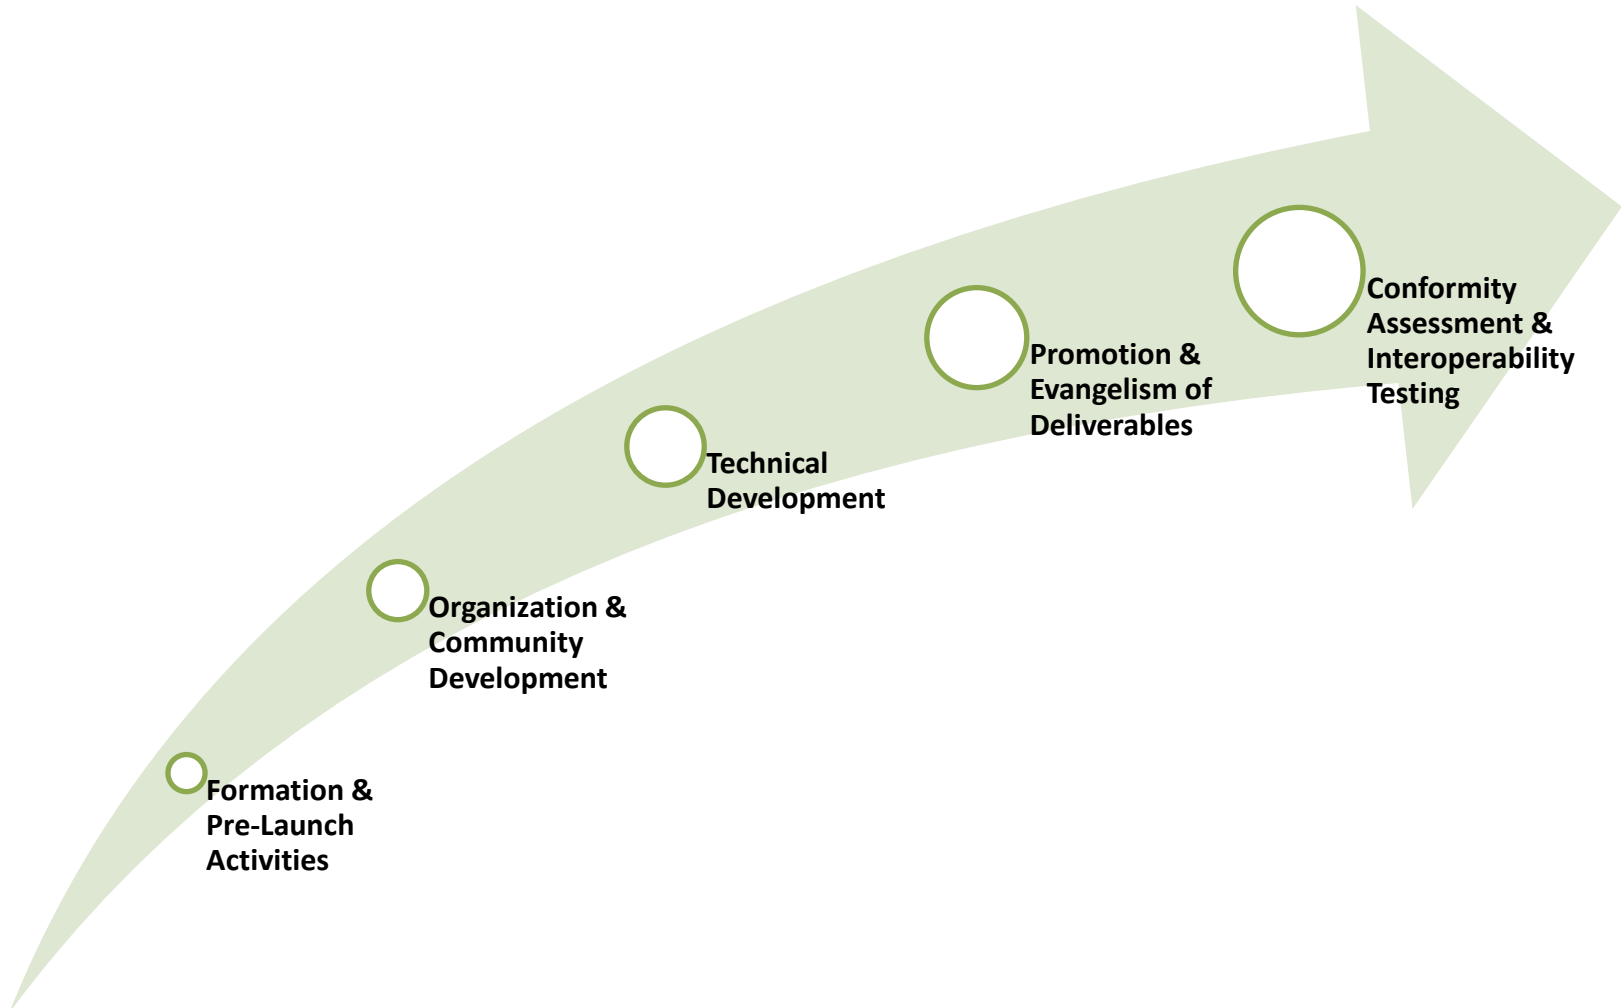 Formation &
Pre-Launch
Activities
Organization &
Community
Development
Technical
Development
Promotion &
Evangelism of
Deliverables
Conformity
Assessment &
Interoperability
Testing